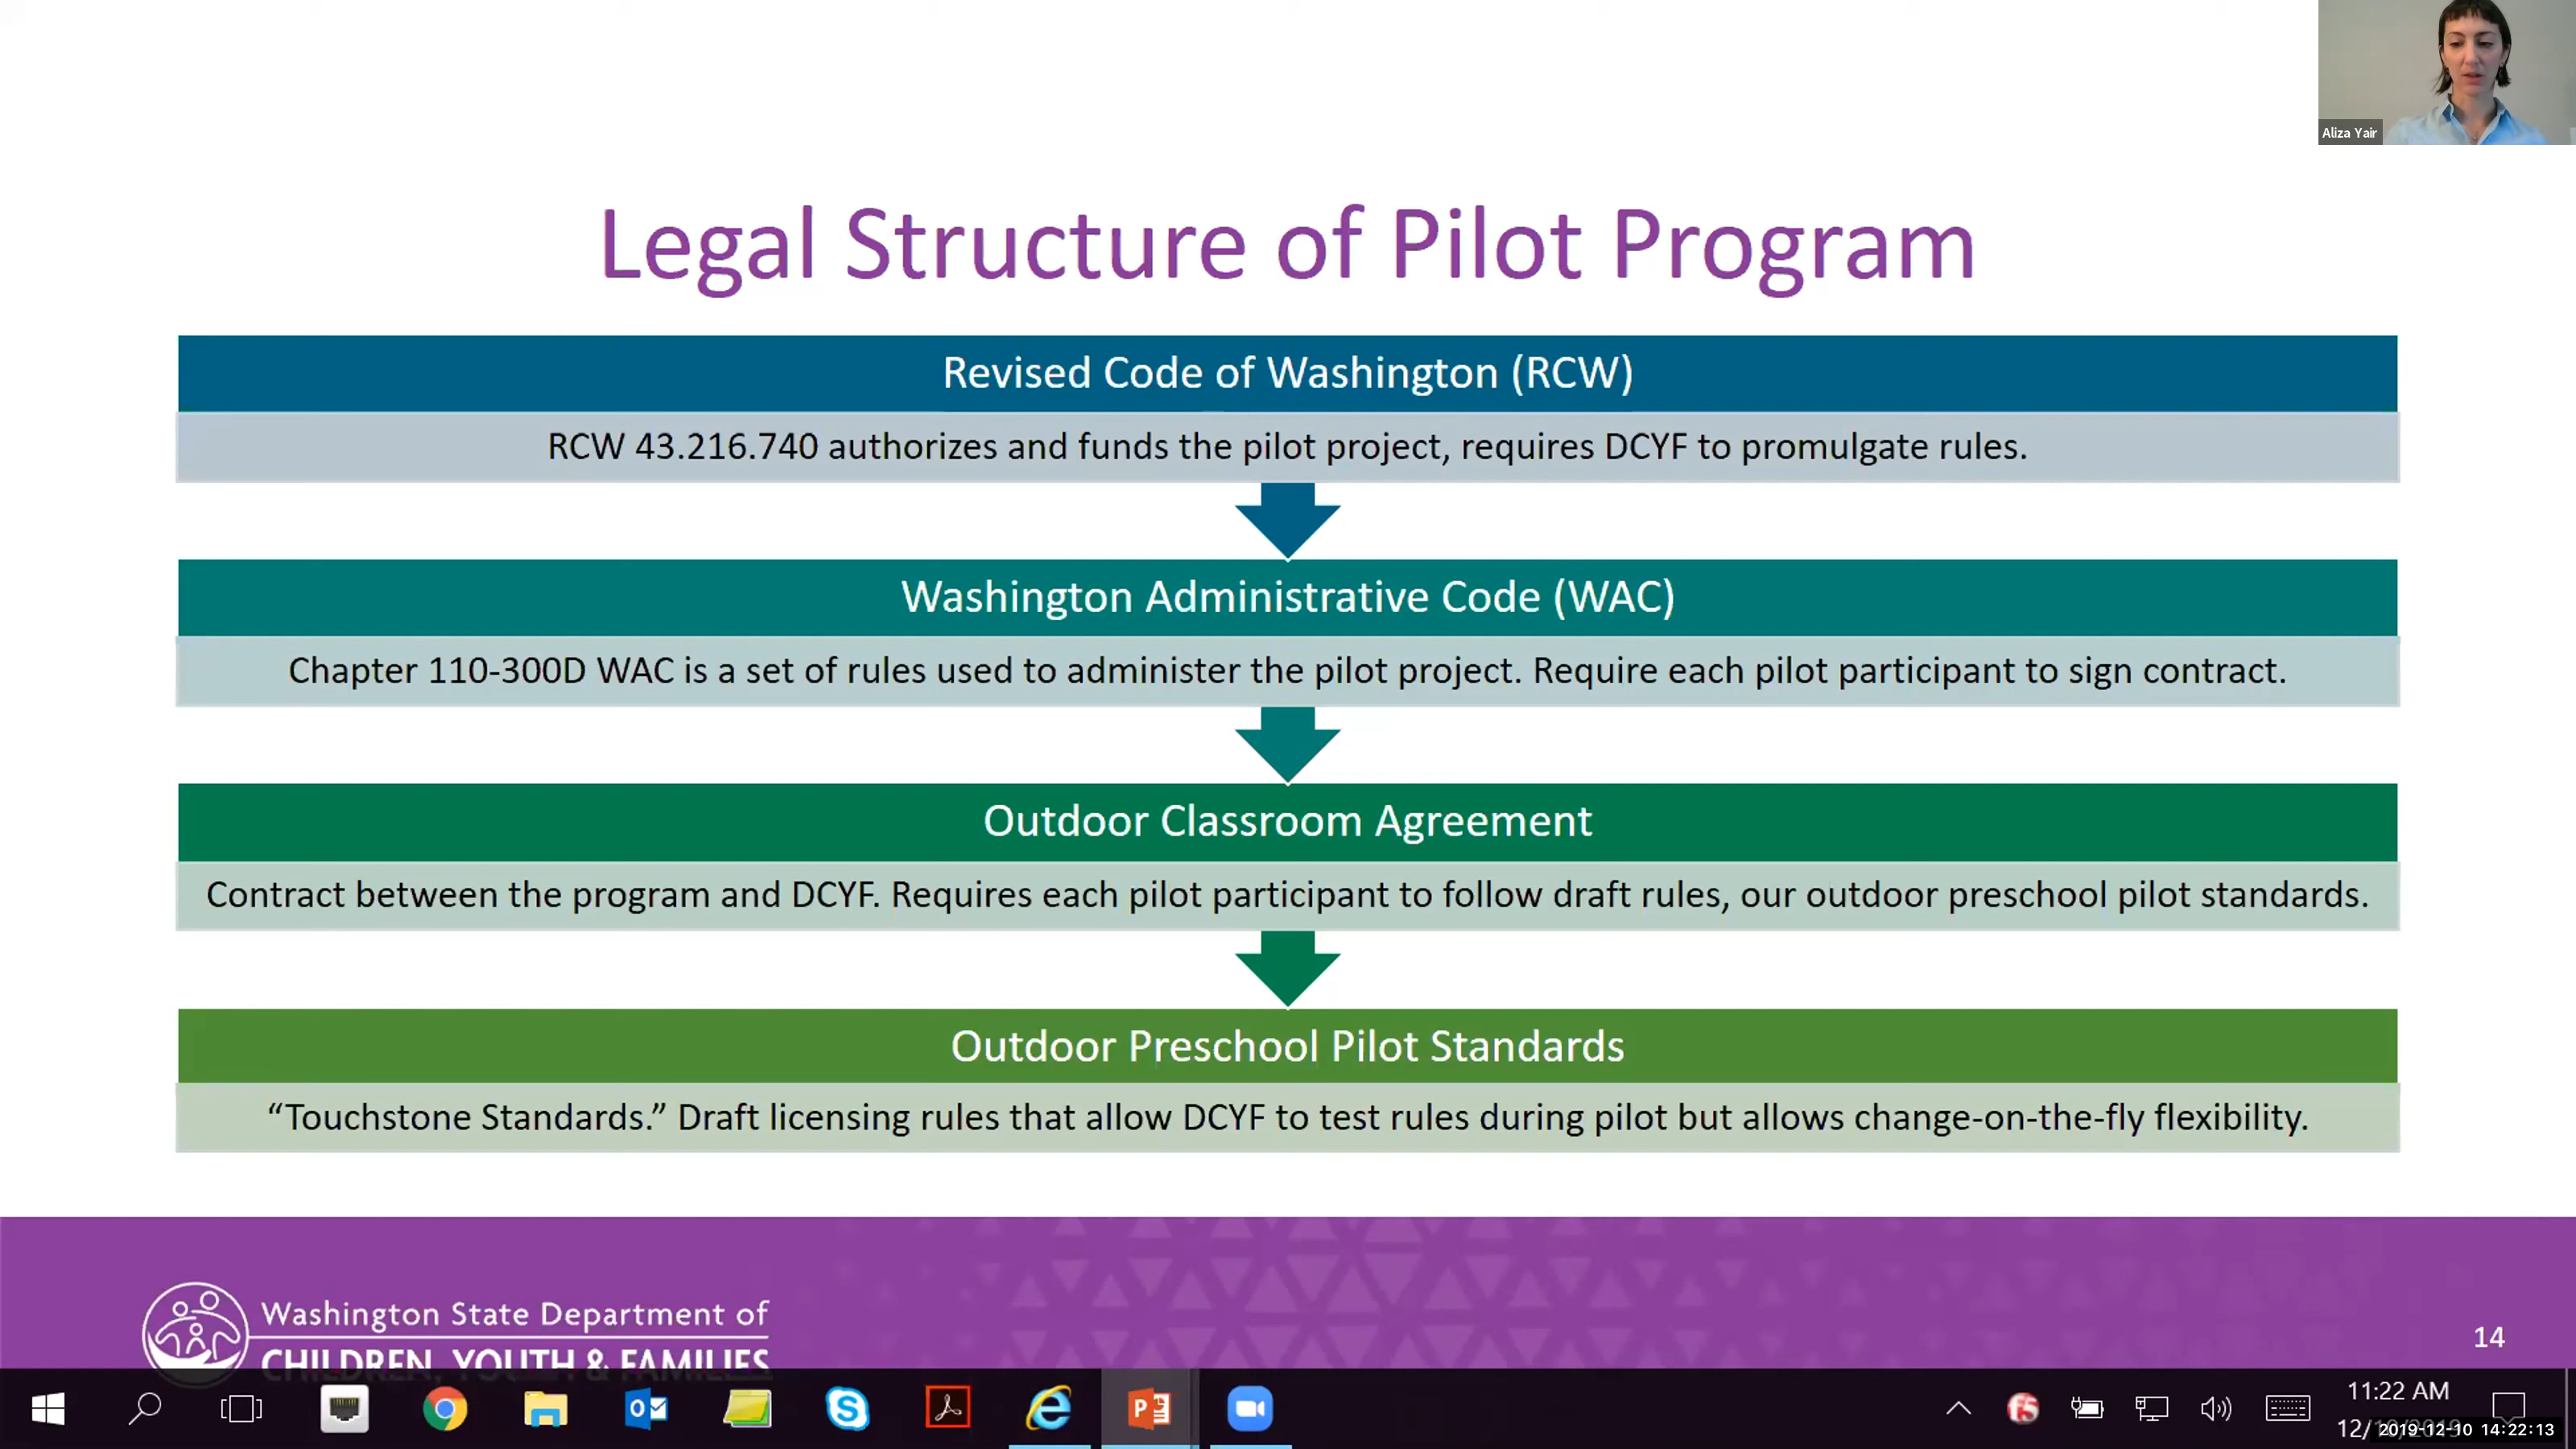 Aliza Yair
Legal Structure of Pilot Program
Revised Code of Washington (RCW)
RCW 43.216.740 authorizes and funds the pilot project, requires DCYF to promulgate rules.
Washington Administrative Code (WAC)
Chapter 110-300D WAC is a set of rules used to administer the pilot project. Require each pilot participant to sign contract.
Outdoor Classroom Agreement
Contract between the program and DCYF. Requires each pilot participant to follow draft rules, our outdoor preschool pilot standards.
Outdoor Preschool Pilot Standards
“Touchstone Standards.” Draft licensing rules that allow DCYF to test rules during pilot but allows change-on-the-fly flexibility.
Washington State Department of
CHILDREN, YOUTH & FAMILIES
14
11:22 AM
2019-12-10 14:22:13